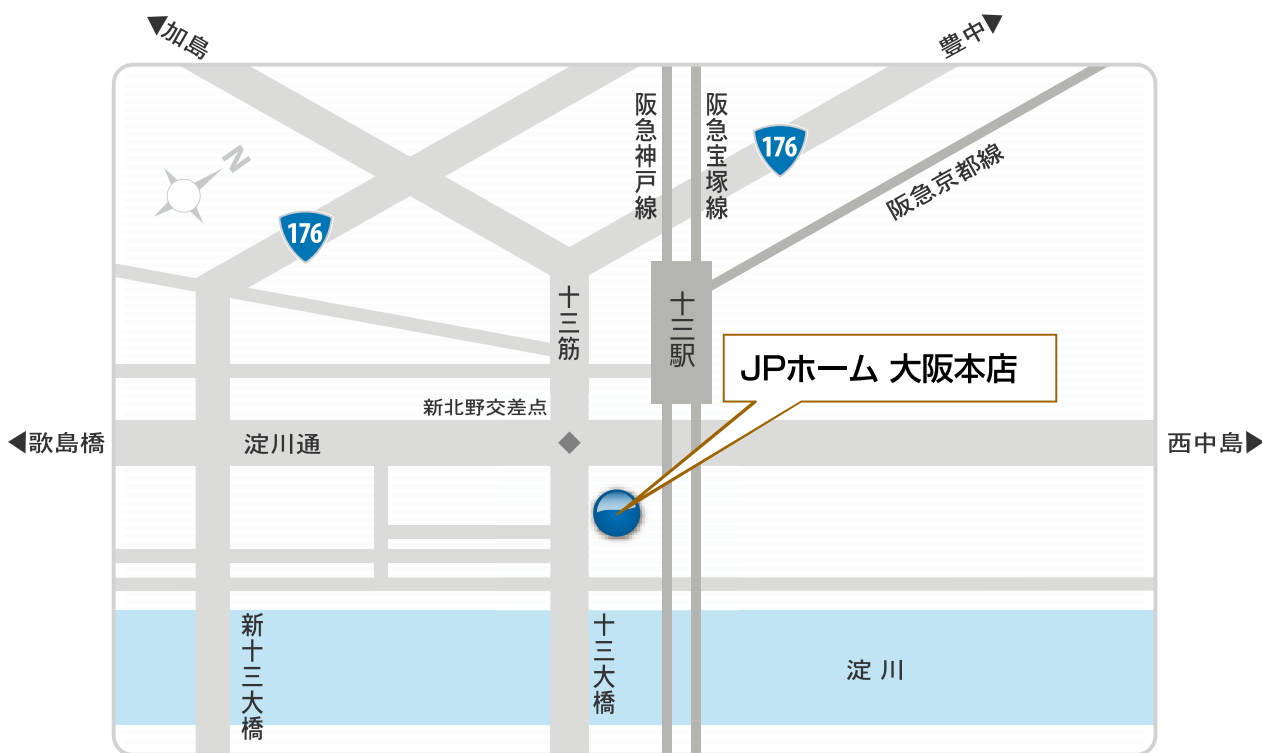 加島
豊中
N
176
176
阪急神戸線
阪急宝塚線
阪急京都線
十三筋
十三駅
JPホーム 大阪本店
新北野交差点
歌島橋
淀川通
西中島
新十三大橋
十三大橋
淀川